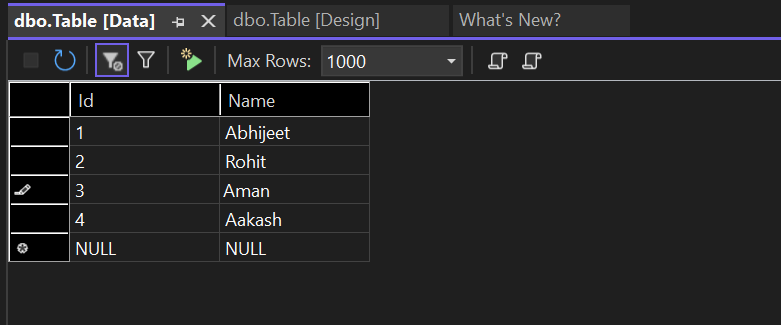 dbo.Table [Data] dbo.Table [Design] What's New?
Max Rows: 1000
Id Name
1 Abhijeet
2 Rohit
3 Aman
4 Aakash
NULL NULL